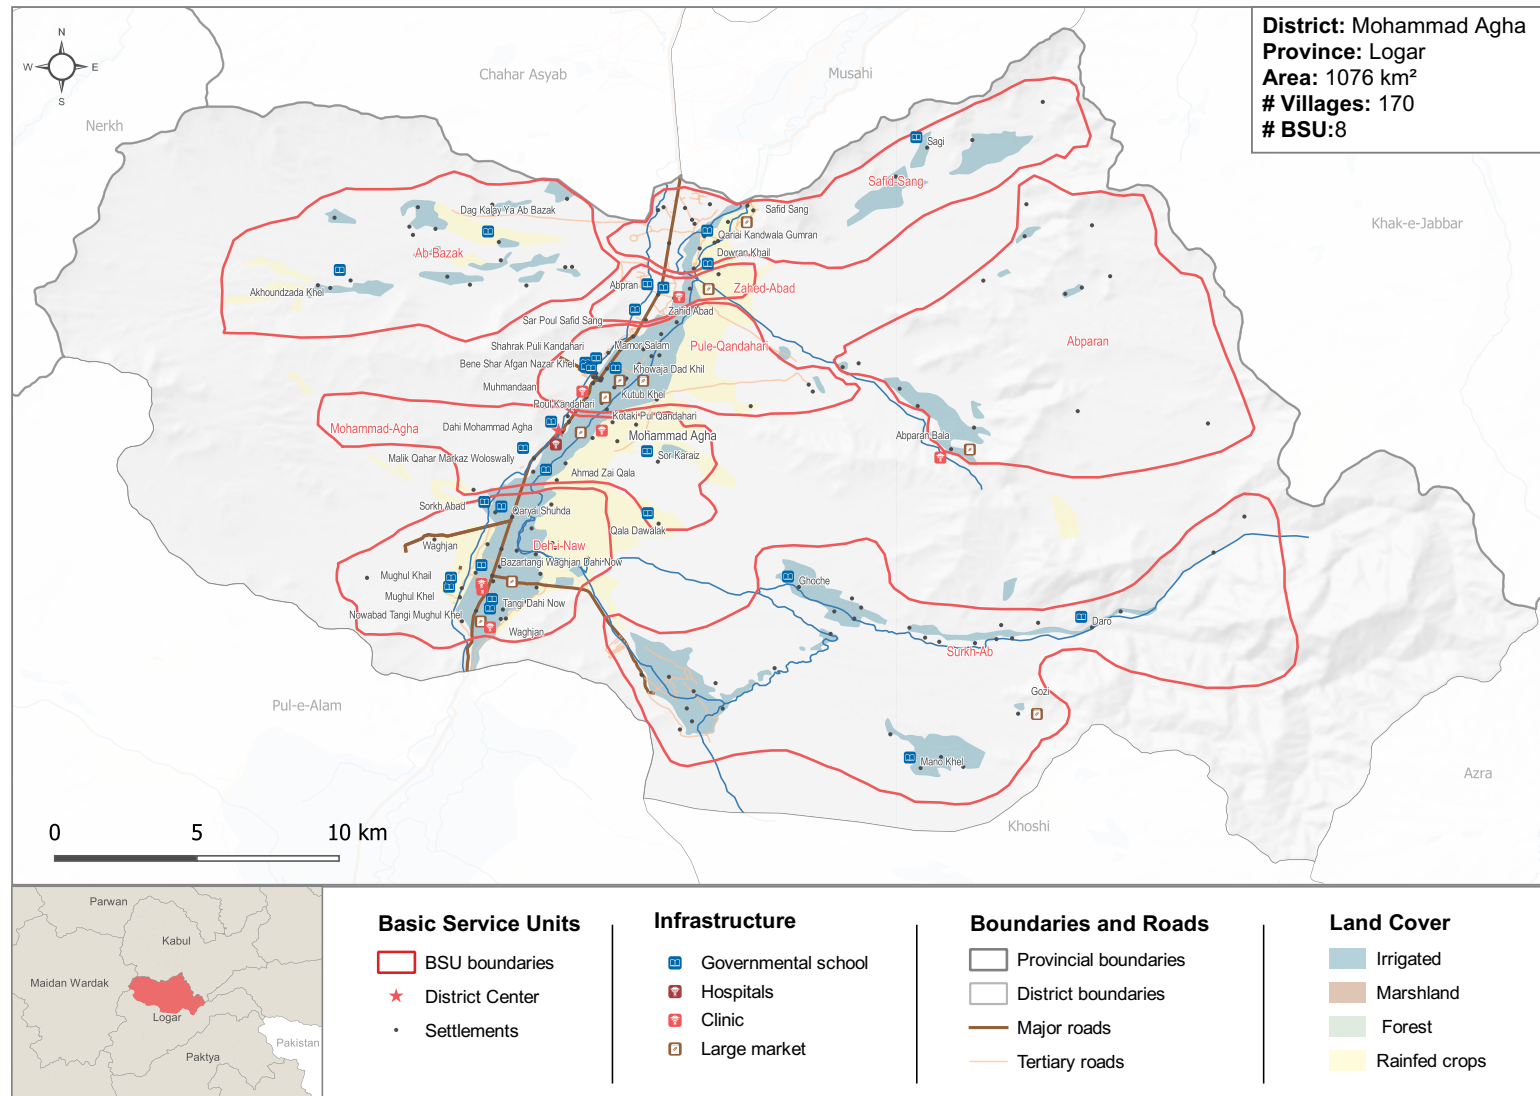 District: Mohammad Agha
Province: Logar
Area: 1076 km²
# Villages: 170
# BSU:8
N
W
E
S
Chahar Asyab
Musahi
Nerkh
Khak-e-Jabbar
Pul-e-Alam
Khoshi
Azra
Sagi
Safid-Sang
Safid Sang
Dag Kalay Ya Ab Bazak
Qariai Kandwala Gumran
Ab-Bazak
Dowran Khail
Akhoundzada Khel
Abpran
Zahed-Abad
Zahid Abad
Sar Poul Safid Sang
Shahrak Puli Kandahari
Mamor Salam
Pule-Qandahari
Abparan
Bene Shar Afgan Nazar Khel
Khowaja Dad Khil
Muhmandaan
Kutub Khel
Poul Kandahari
Kotaki Pul Qandahari
Mohammad-Agha
Dahi Mohammad Agha
Mohammad Agha
Abparan Bala
Malik Qahar Markaz Woloswally
Sori Karaiz
Ahmad Zai Qala
Sorkh Abad
Qaryai Shuhda
Qala Dawalak
Waghjan
Deh-i-Naw
Bazartangi Waghjan Dahi Now
Mughul Khail
Mughul Khel
Ghoche
Nowabad Tangi Mughul Khel
Tangi Dahi Now
Daro
Waghjan
Surkh-Ab
Gozi
Mano Khel
0
5
10 km
Parwan
Kabul
Maidan Wardak
Logar
Paktya
Pakistan
Basic Service Units
BSU boundaries
District Center
Settlements
Infrastructure
Governmental school
Hospitals
Clinic
Large market
Boundaries and Roads
Provincial boundaries
District boundaries
Major roads
Tertiary roads
Land Cover
Irrigated
Marshland
Forest
Rainfed crops